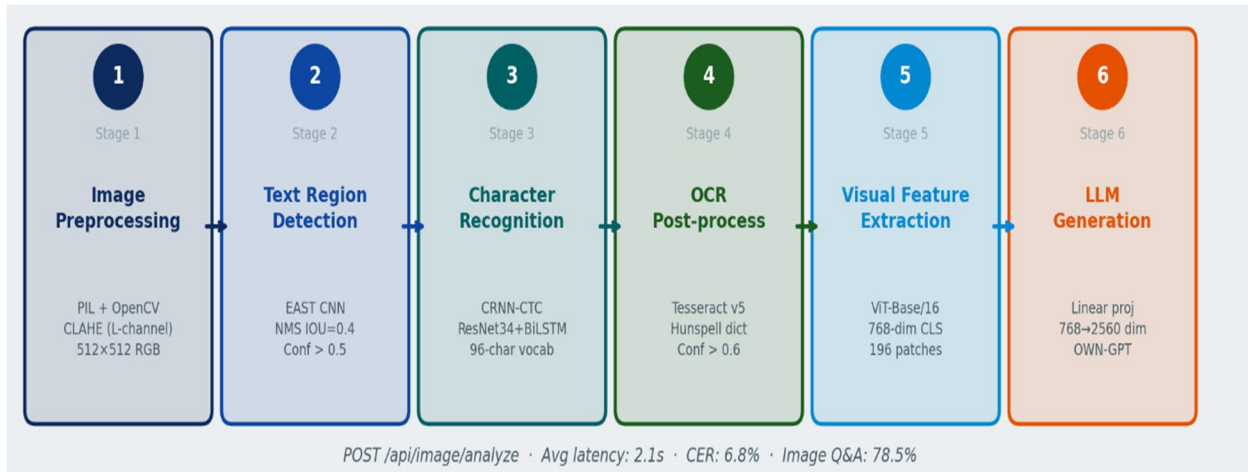 1
Stage 1
Image
Preprocessing
PIL + OpenCV
CLAHE (L-channel)
512×512 RGB
2
Stage 2
Text Region
Detection
EAST CNN
NMS IOU=0.4
Conf > 0.5
3
Stage 3
Character
Recognition
CRNN-CTC
ResNet34+BiLSTM
96-char vocab
4
Stage 4
OCR
Post-process
Tesseract v5
Hunspell dict
Conf > 0.6
5
Stage 5
Visual Feature
Extraction
ViT-Base/16
768-dim CLS
196 patches
6
Stage 6
LLM
Generation
Linear proj
768→2560 dim
OWN-GPT
POST /api/image/analyze · Avg latency: 2.1s · CER: 6.8% · Image Q&A: 78.5%